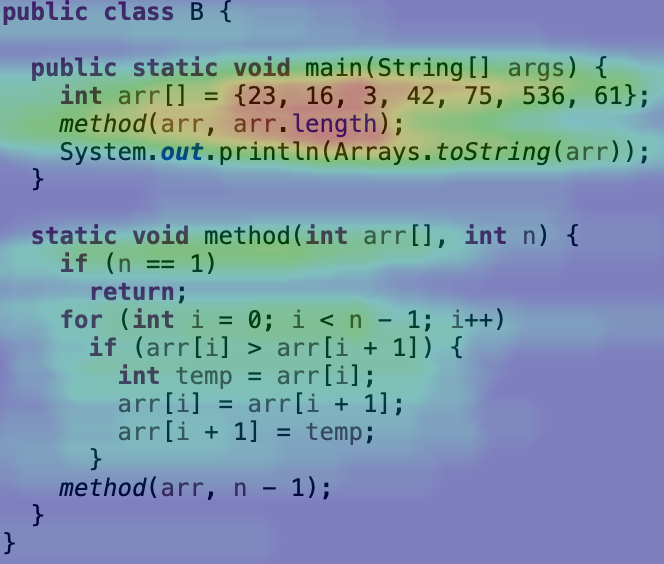 public class B {
public static void main(String[] args) {
int arr[] = {23, 16, 3, 42, 75, 536, 61};
method(arr, arr.length);
System.out.println(Arrays.toString(arr));
}
static void method(int arr[], int n) {
if (n == 1)
return;
for (int i = 0; i < n - 1; i++)
if (arr[i] > arr[i + 1]) {
int temp = arr[i];
arr[i] = arr[i + 1];
arr[i + 1] = temp;
}
method(arr, n - 1);
}
}